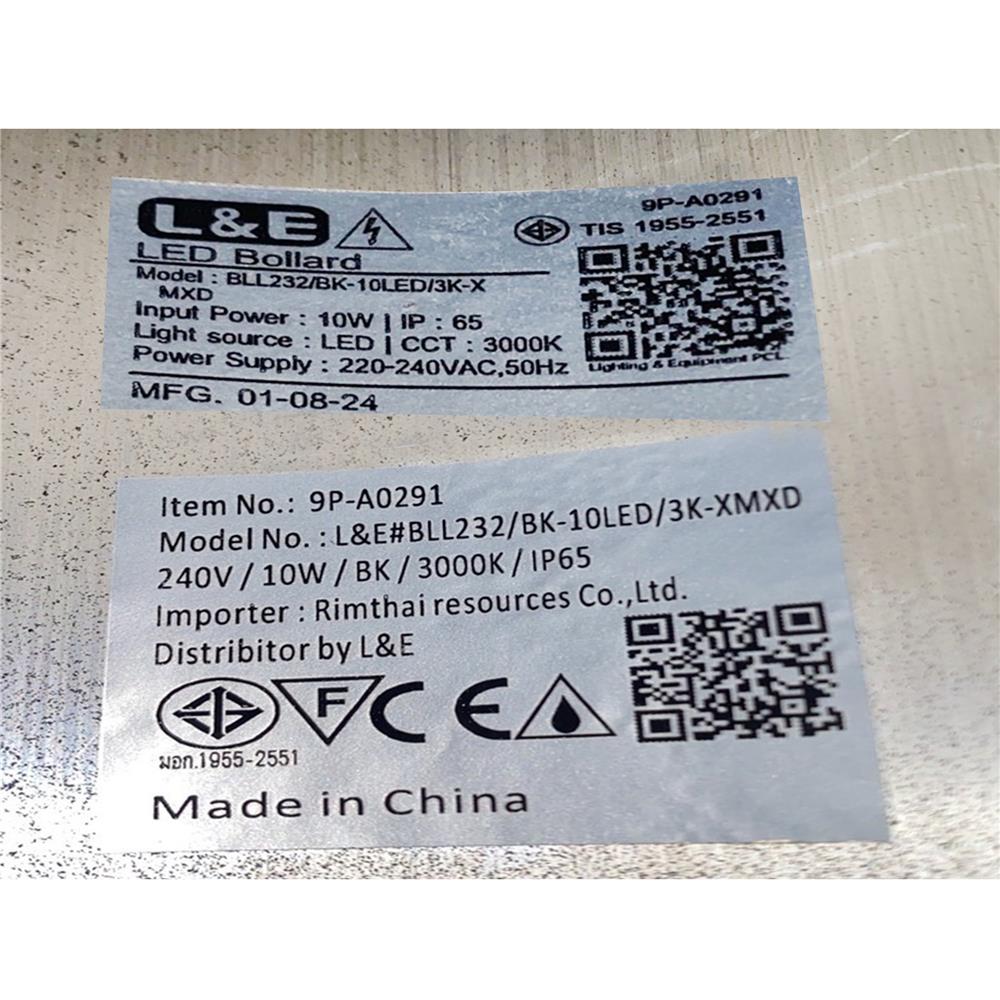 L&E
9P-A0291
TIS 1955-2551
LED Bollard
Model : BLL232/BK-10LED/3K-X
MXD
Input Power : 10W | IP : 65
Light source : LED | CCT : 3000K
Power Supply : 220-240VAC,50Hz
Lighting & Equipment PCL.
MFG. 01-08-24
Item No.: 9P-A0291
Model No. : L&E#BLL232/BK-10LED/3K-XMXD
240V / 10W / BK / 3000K / IP65
Importer : Rimthai resources Co.,Ltd.
Distribitor by L&E
F CE
มอก.1955-2551
Made in China